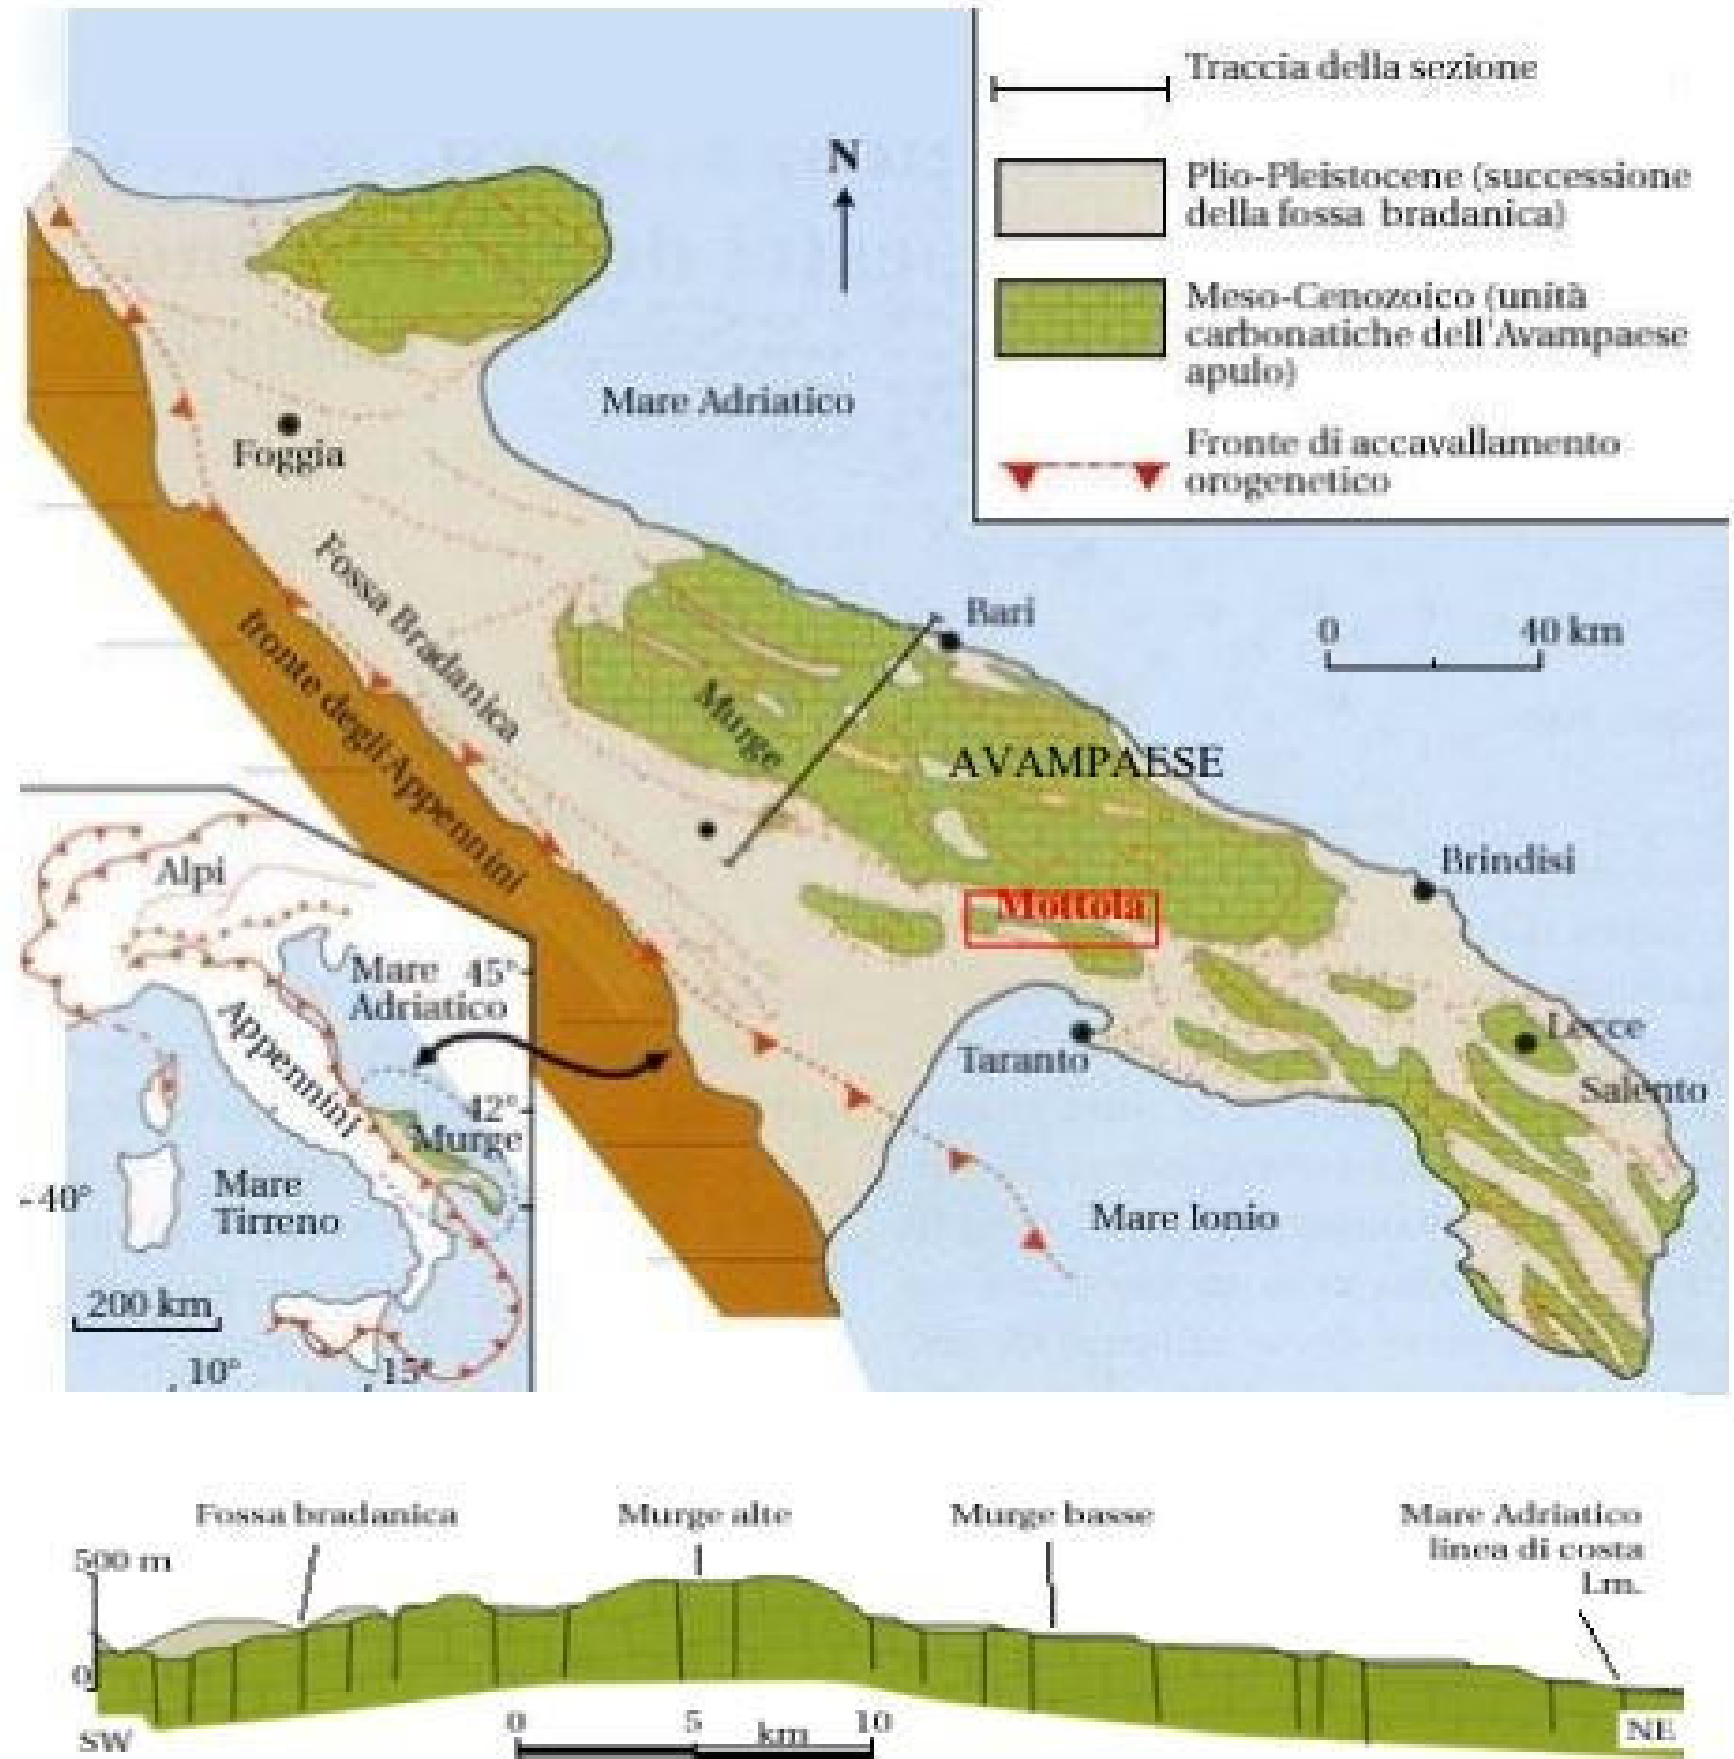 Traccia della sezione
N
Plio-Pleistocene (successione
della fossa bradanica)
Meso-Cenozoico (unità
carbonatiche dell'Avampaese
apulo)
Mare Adriatico
Fronte di accavallamento
orogenetico
Foggia
Fossa Bradanica
Bari
0 40 km
fronte degli Appennini
Murge
AVAMPAESE
Brindisi
Mottola
Alpi
Mare 45°
Adriatico
Appennini
Taranto
Lecce
Salento
42°
Murge
40°
Mare
Tirreno
Mare Ionio
200 km
10° 15°
Fossa bradanica
Murge alte
Murge basse
Mare Adriatico
linea di costa
l.m.
500 m
0
SW
0 5 10
km
NE